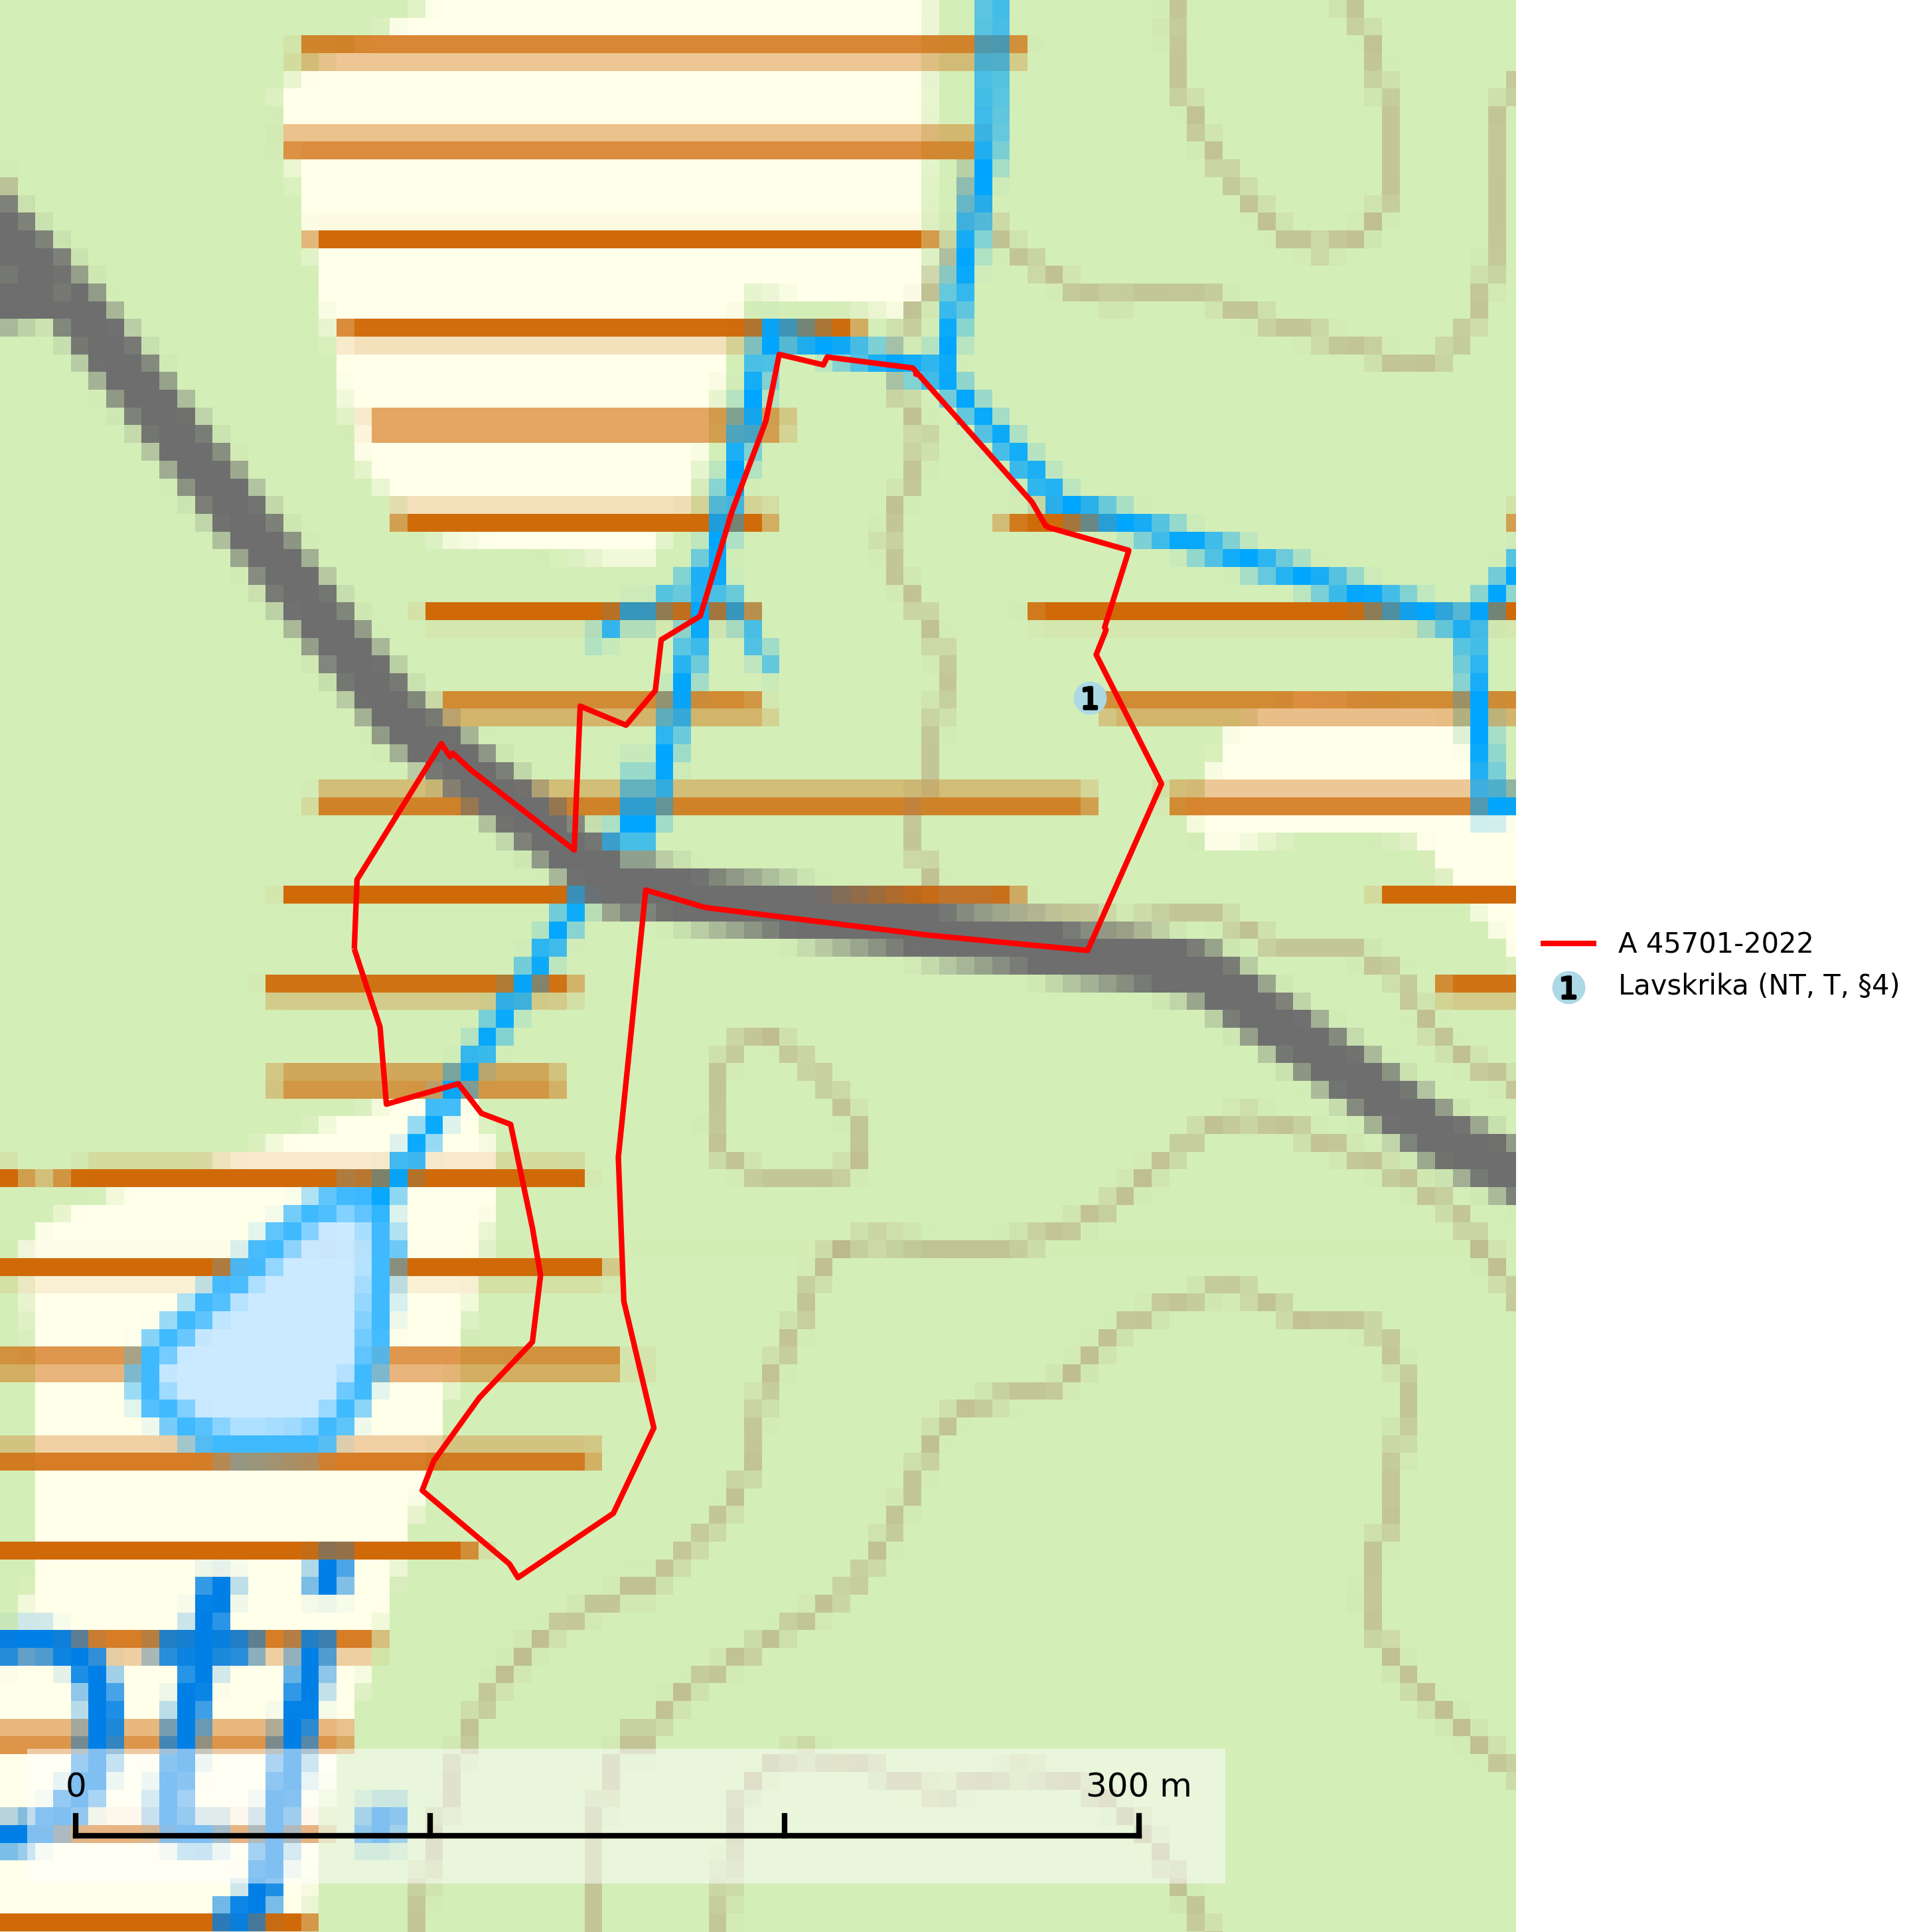 1
A 45701-2022
1 Lavskrika (NT, T, §4)
0 300 m